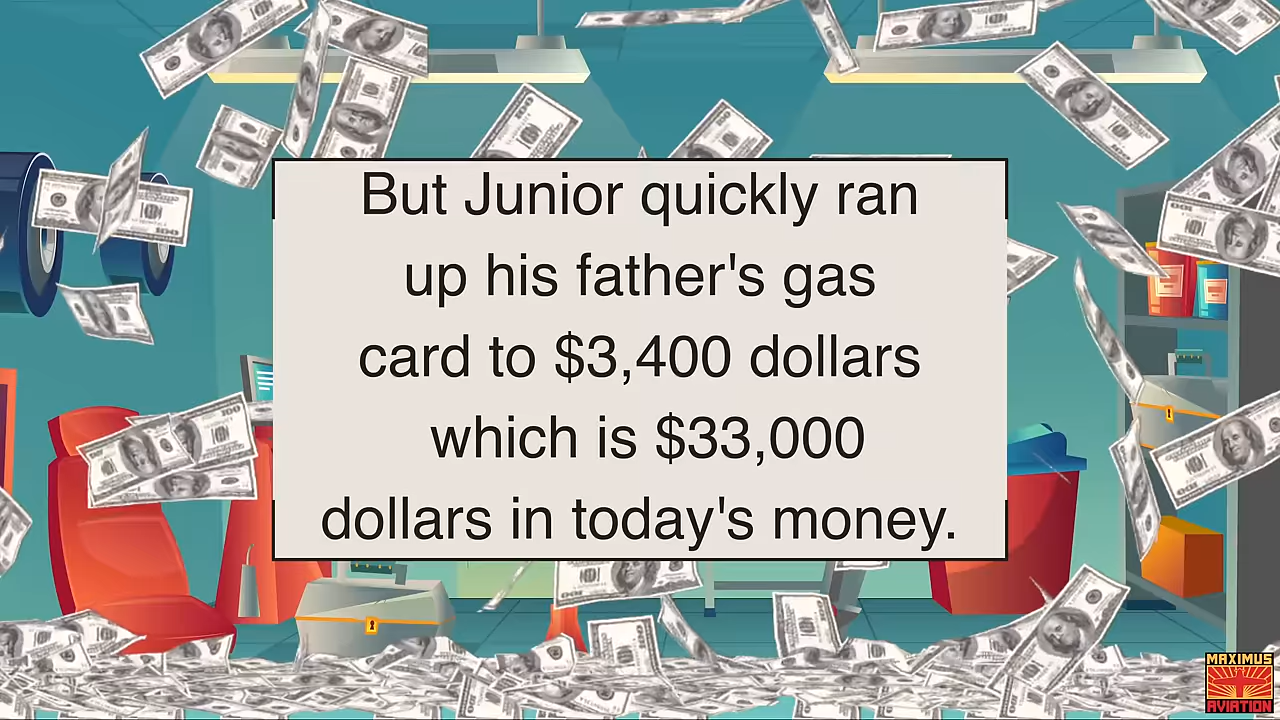 But Junior quickly ran
up his father's gas
card to $3,400 dollars
which is $33,000
dollars in today's money.
MAXIMUS
AVIATION